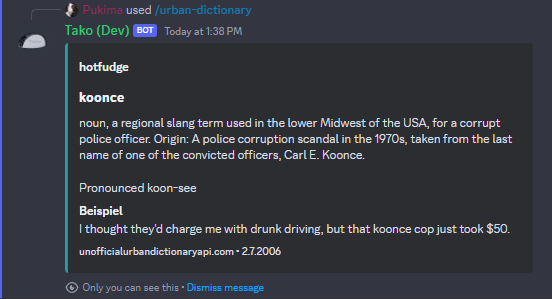 Pukima used /urban-dictionary
Tako (Dev) BOT Today at 1:38 PM
hotfudge
koonce
noun, a regional slang term used in the lower Midwest of the USA, for a corrupt
police officer. Origin: A police corruption scandal in the 1970s, taken from the last
name of one of the convicted officers, Carl E. Koonce.
Pronounced koon-see
Beispiel
I thought they'd charge me with drunk driving, but that koonce cop just took $50.
unofficialurbandictionaryapi.com • 2.7.2006
Only you can see this • Dismiss message